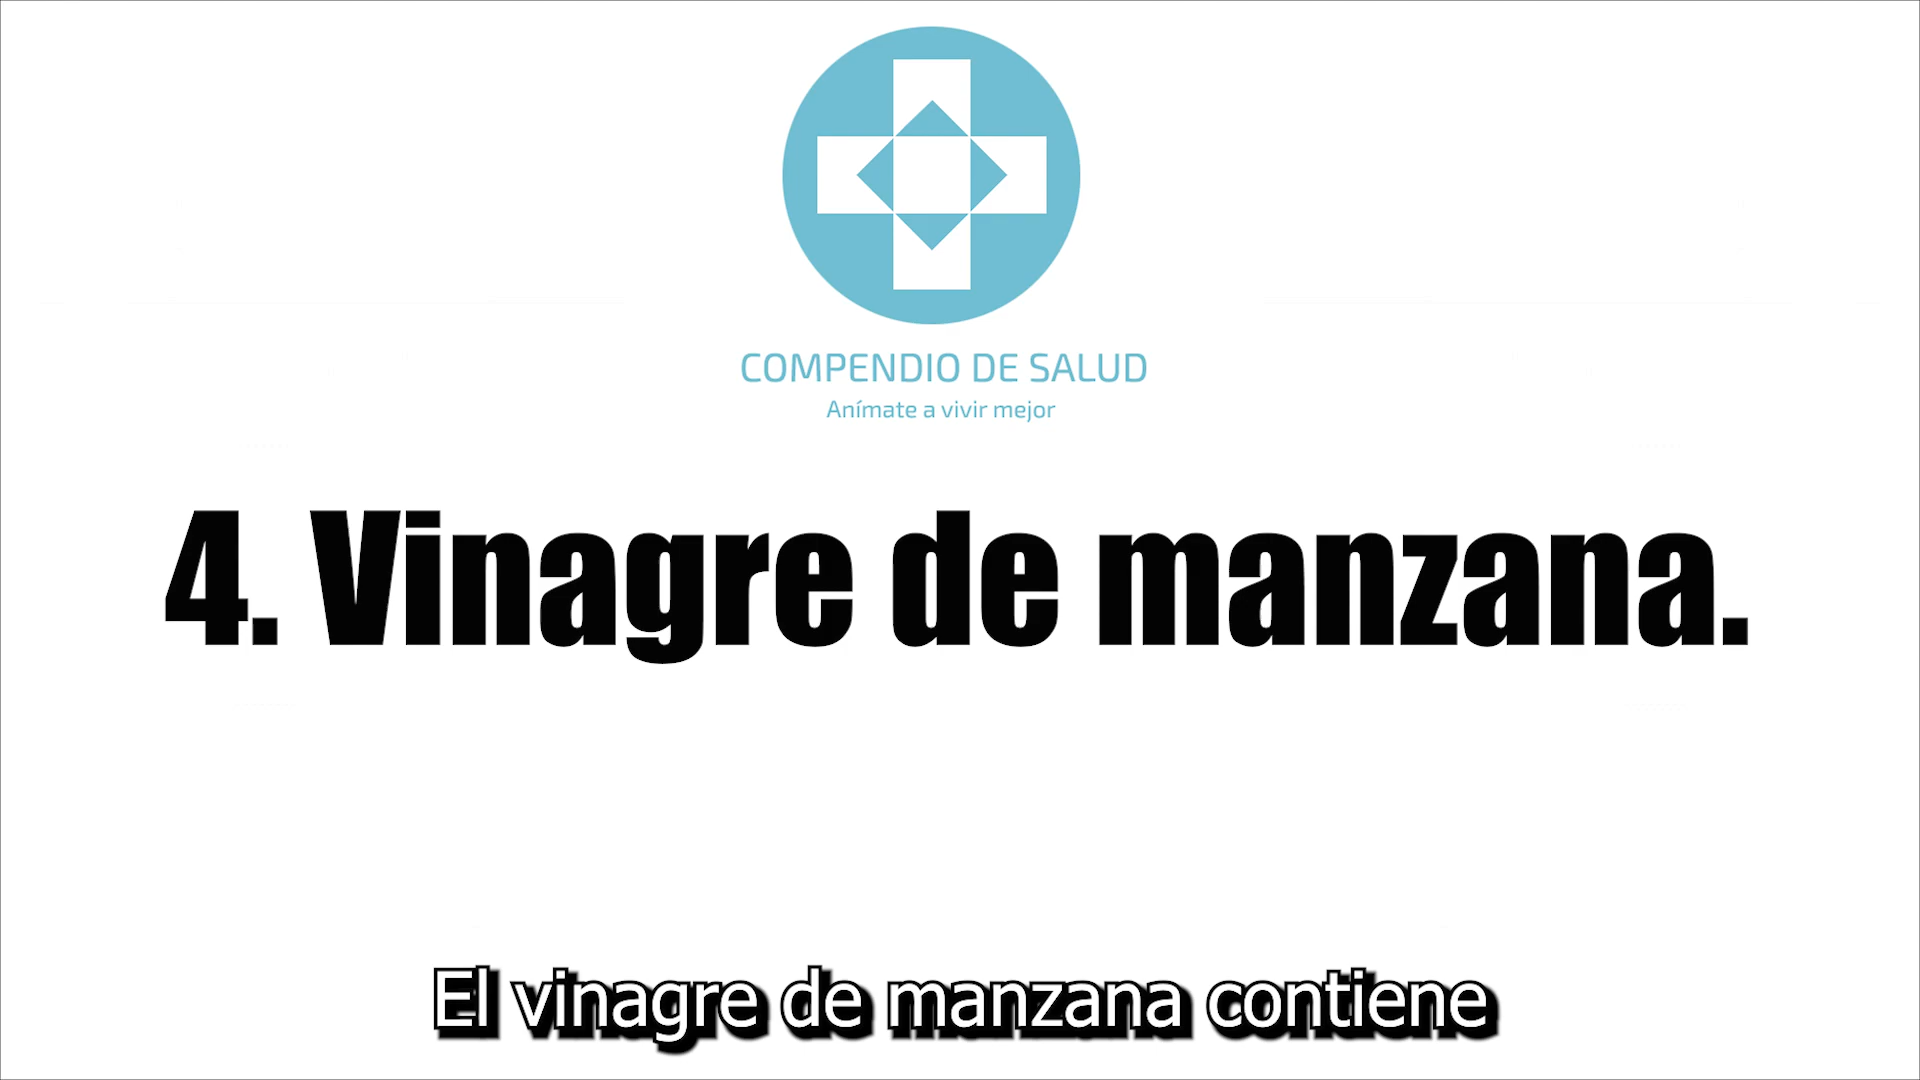 COMPENDIO DE SALUD
Anímate a vivir mejor
4. Vinagre de manzana.
El vinagre de manzana contiene